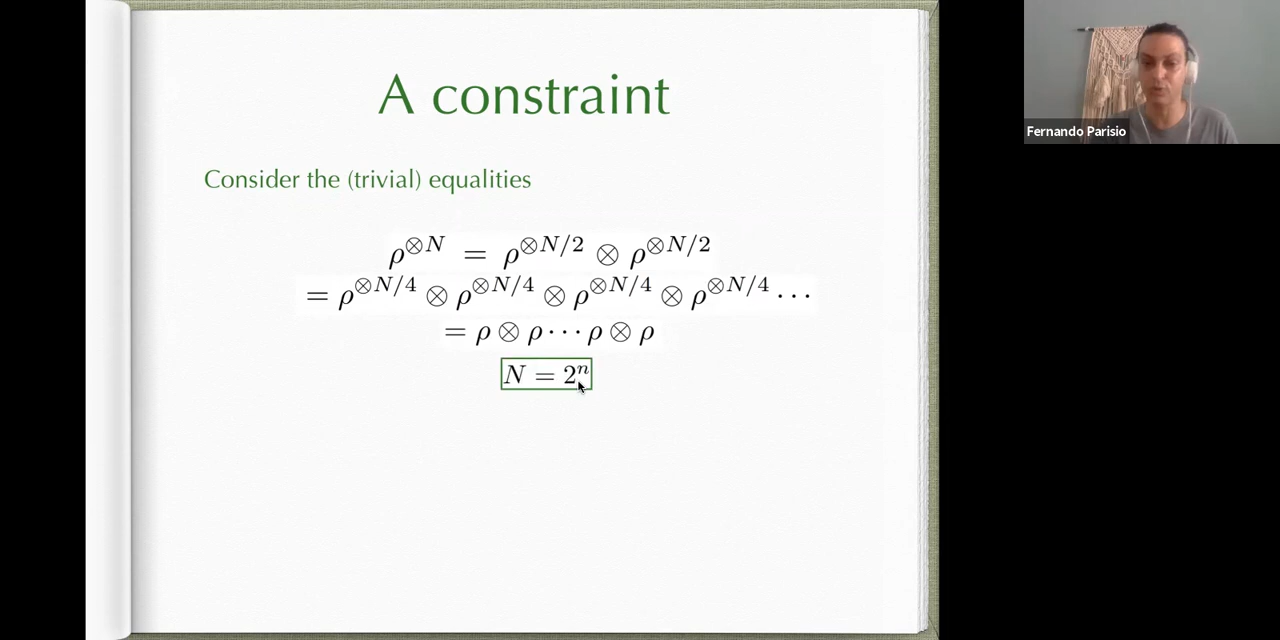 A constraint
Consider the (trivial) equalities
ρ^{⊗N} = ρ^{⊗N/2} ⊗ ρ^{⊗N/2}
= ρ^{⊗N/4} ⊗ ρ^{⊗N/4} ⊗ ρ^{⊗N/4} ⊗ ρ^{⊗N/4} ···
= ρ ⊗ ρ ··· ρ ⊗ ρ
N = 2^n
Fernando Parisio